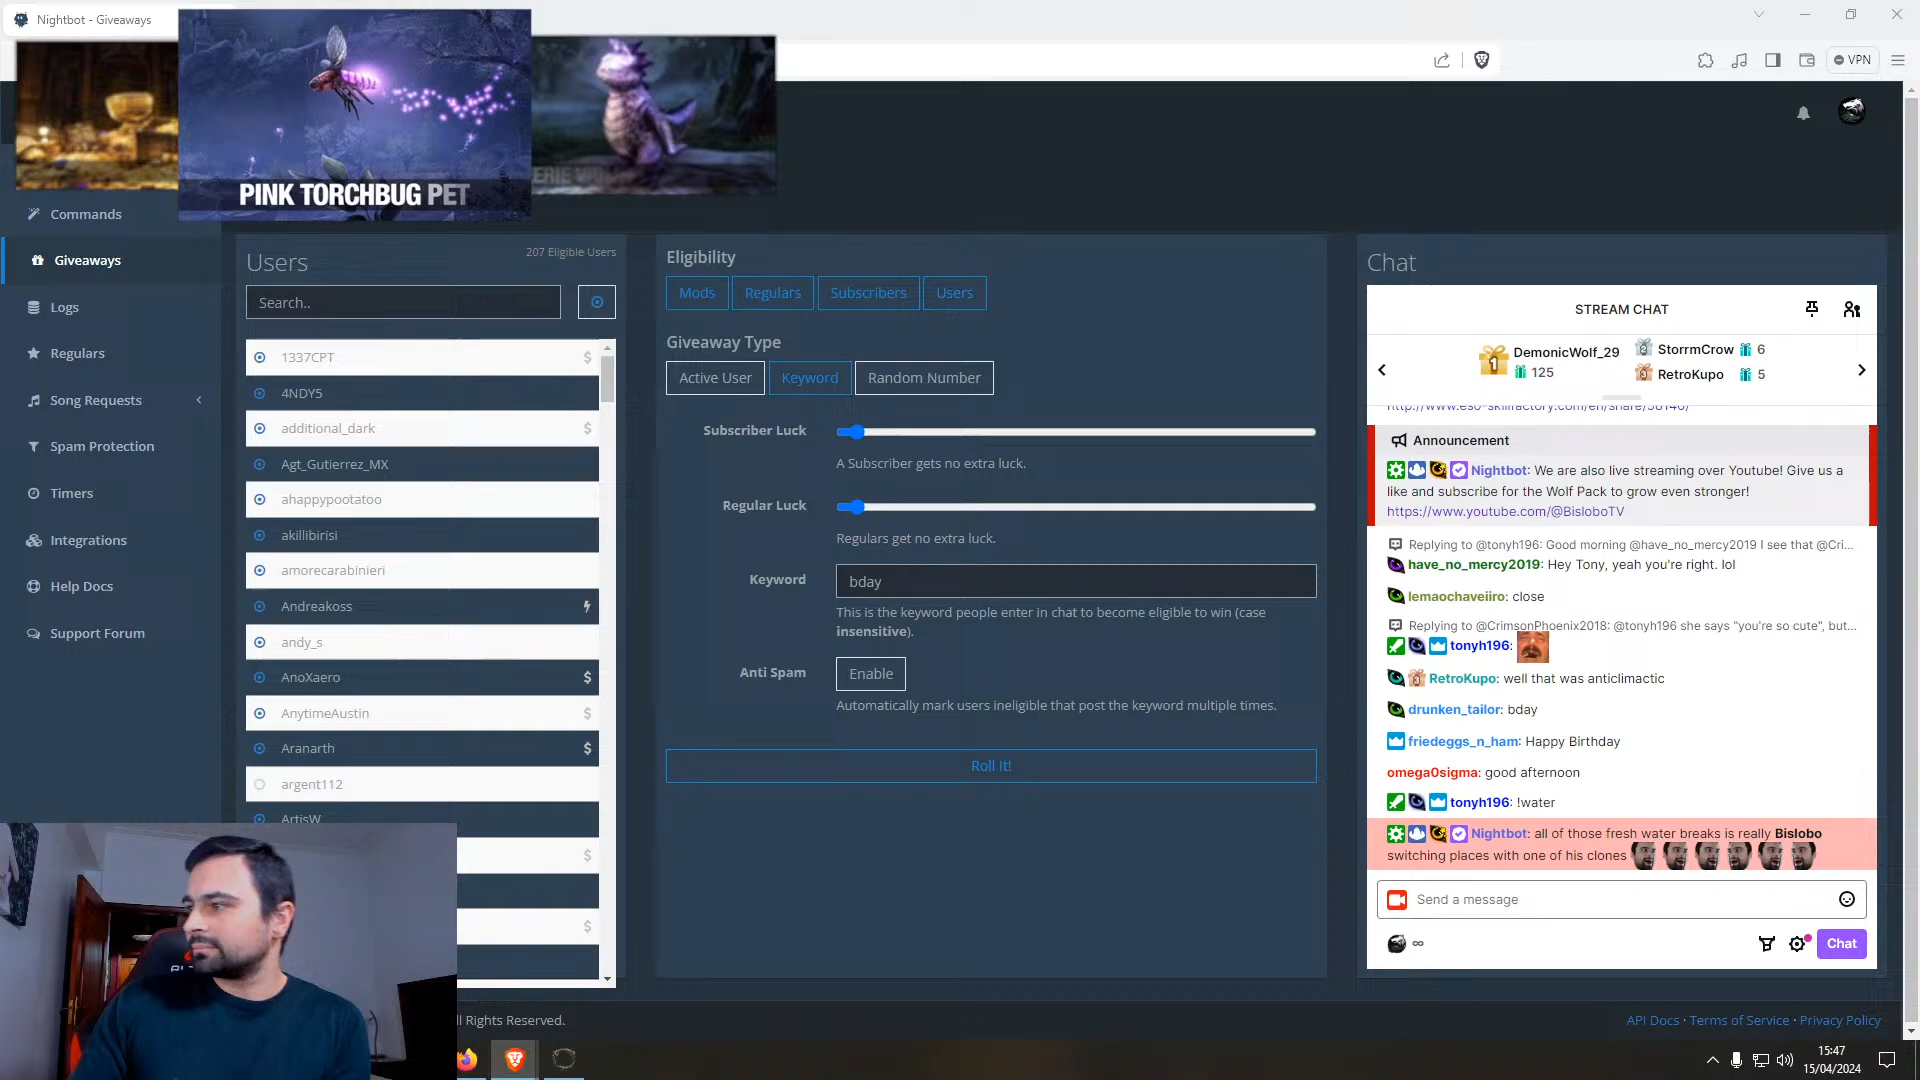 Nightbot - Giveaways
VPN
PINK TORCHBUG PET
Commands
Giveaways
Logs
Regulars
Song Requests
Spam Protection
Timers
Integrations
Help Docs
Support Forum
Users
207 Eligible Users
Search..
1337CPT
4NDY5
additional_dark
Agt_Gutierrez_MX
ahappypootatoo
akillibirisi
amorecarabinieri
Andreakoss
andy_s
AnoXaero
AnytimeAustin
Aranarth
argent112
ArtisW
Eligibility
Mods
Regulars
Subscribers
Users
Giveaway Type
Active User
Keyword
Random Number
Subscriber Luck
A Subscriber gets no extra luck.
Regular Luck
Regulars get no extra luck.
Keyword
bday
This is the keyword people enter in chat to become eligible to win (case
insensitive).
Anti Spam
Enable
Automatically mark users ineligible that post the keyword multiple times.
Roll It!
Chat
STREAM CHAT
DemonicWolf_29
125
StorrmCrow 6
RetroKupo 5
http://www.eso-skillfactory.com/en/share/58140/
Announcement
Nightbot: We are also live streaming over Youtube! Give us a
like and subscribe for the Wolf Pack to grow even stronger!
https://www.youtube.com/@BisloboTV
Replying to @tonyh196: Good morning @have_no_mercy2019 I see that @Cri...
have_no_mercy2019: Hey Tony, yeah you're right. lol
lemaochaveiiro: close
Replying to @CrimsonPhoenix2018: @tonyh196 she says "you're so cute", but...
tonyh196:
RetroKupo: well that was anticlimactic
drunken_tailor: bday
friedeggs_n_ham: Happy Birthday
omega0sigma: good afternoon
tonyh196: !water
Nightbot: all of those fresh water breaks is really Bislobo
switching places with one of his clones
Send a message
∞
Chat
ll Rights Reserved.
API Docs · Terms of Service · Privacy Policy
15:47
15/04/2024